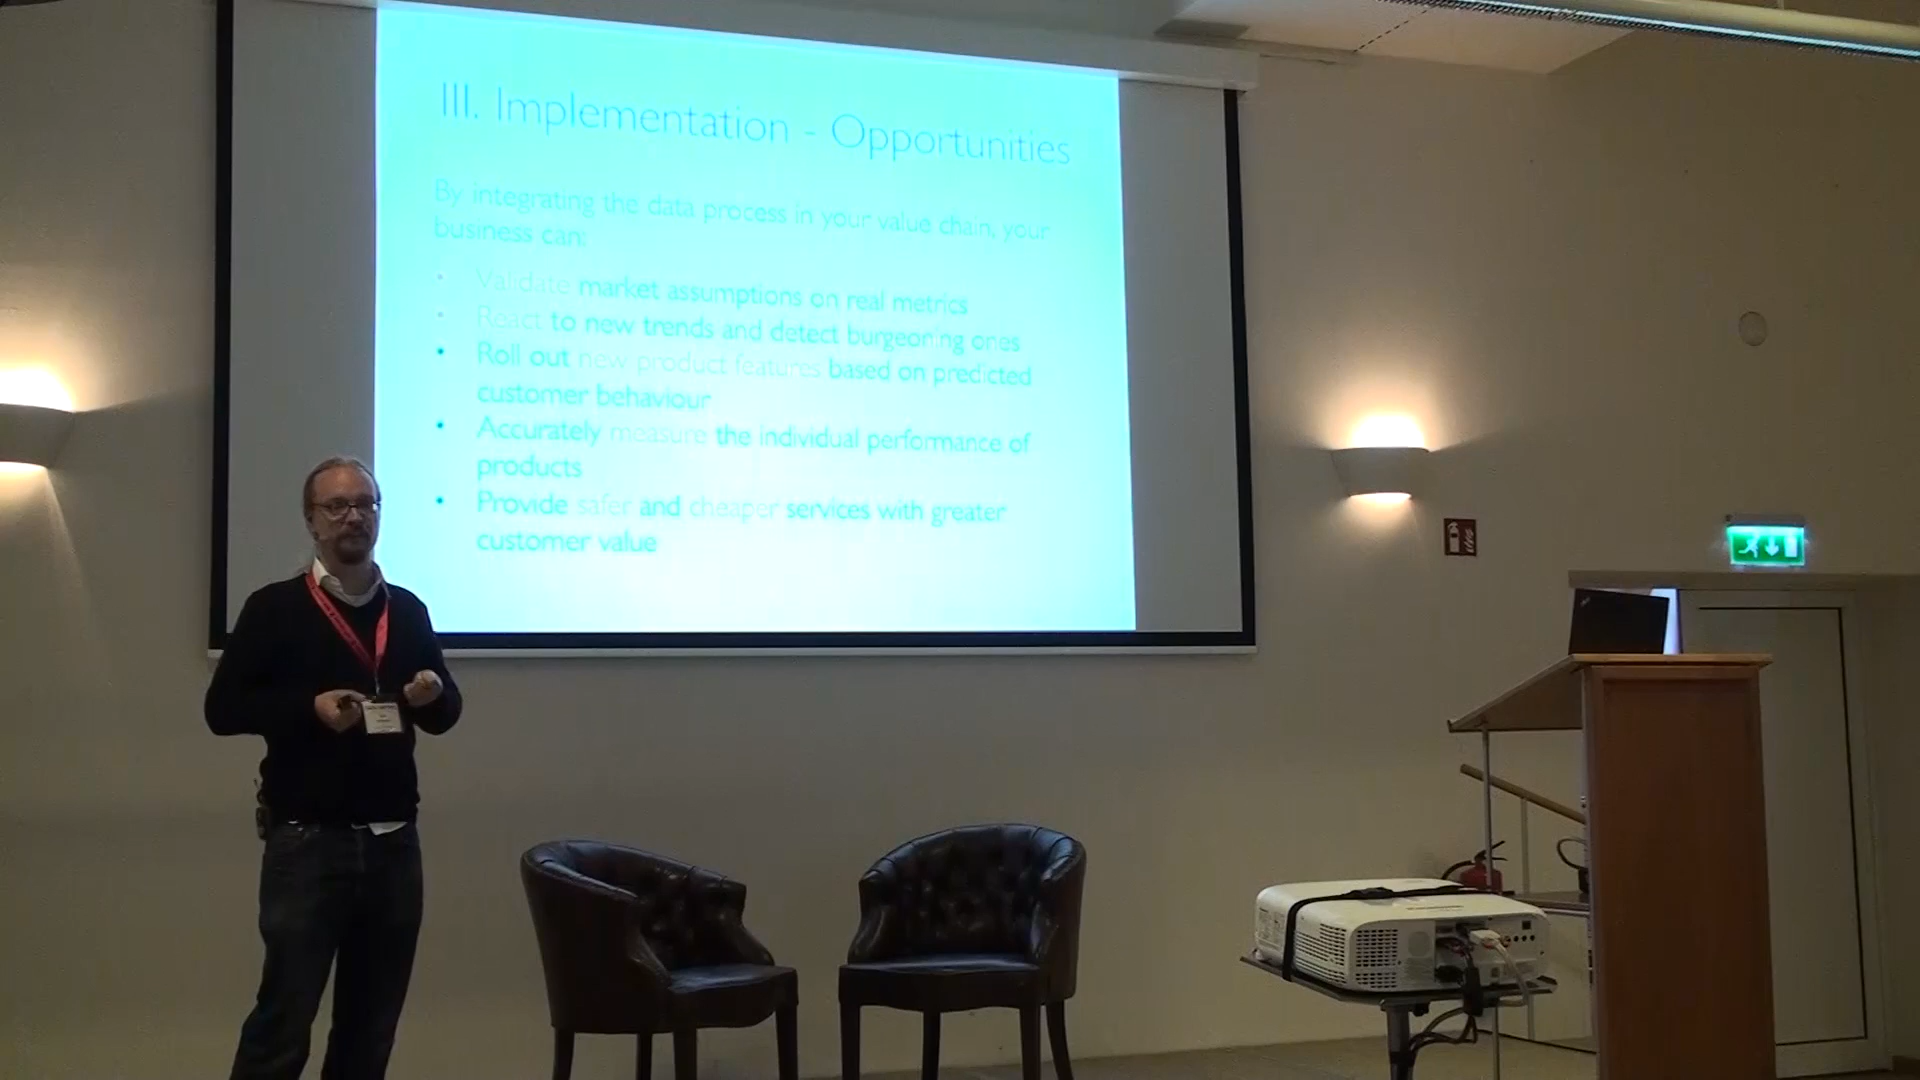 III. Implementation - Opportunities
By integrating the data process in your value chain, your
business can:
• Validate market assumptions on real metrics
• React to new trends and detect burgeoning ones
• Roll out new product features based on predicted
customer behaviour
• Accurately measure the individual performance of
products
• Provide safer and cheaper services with greater
customer value